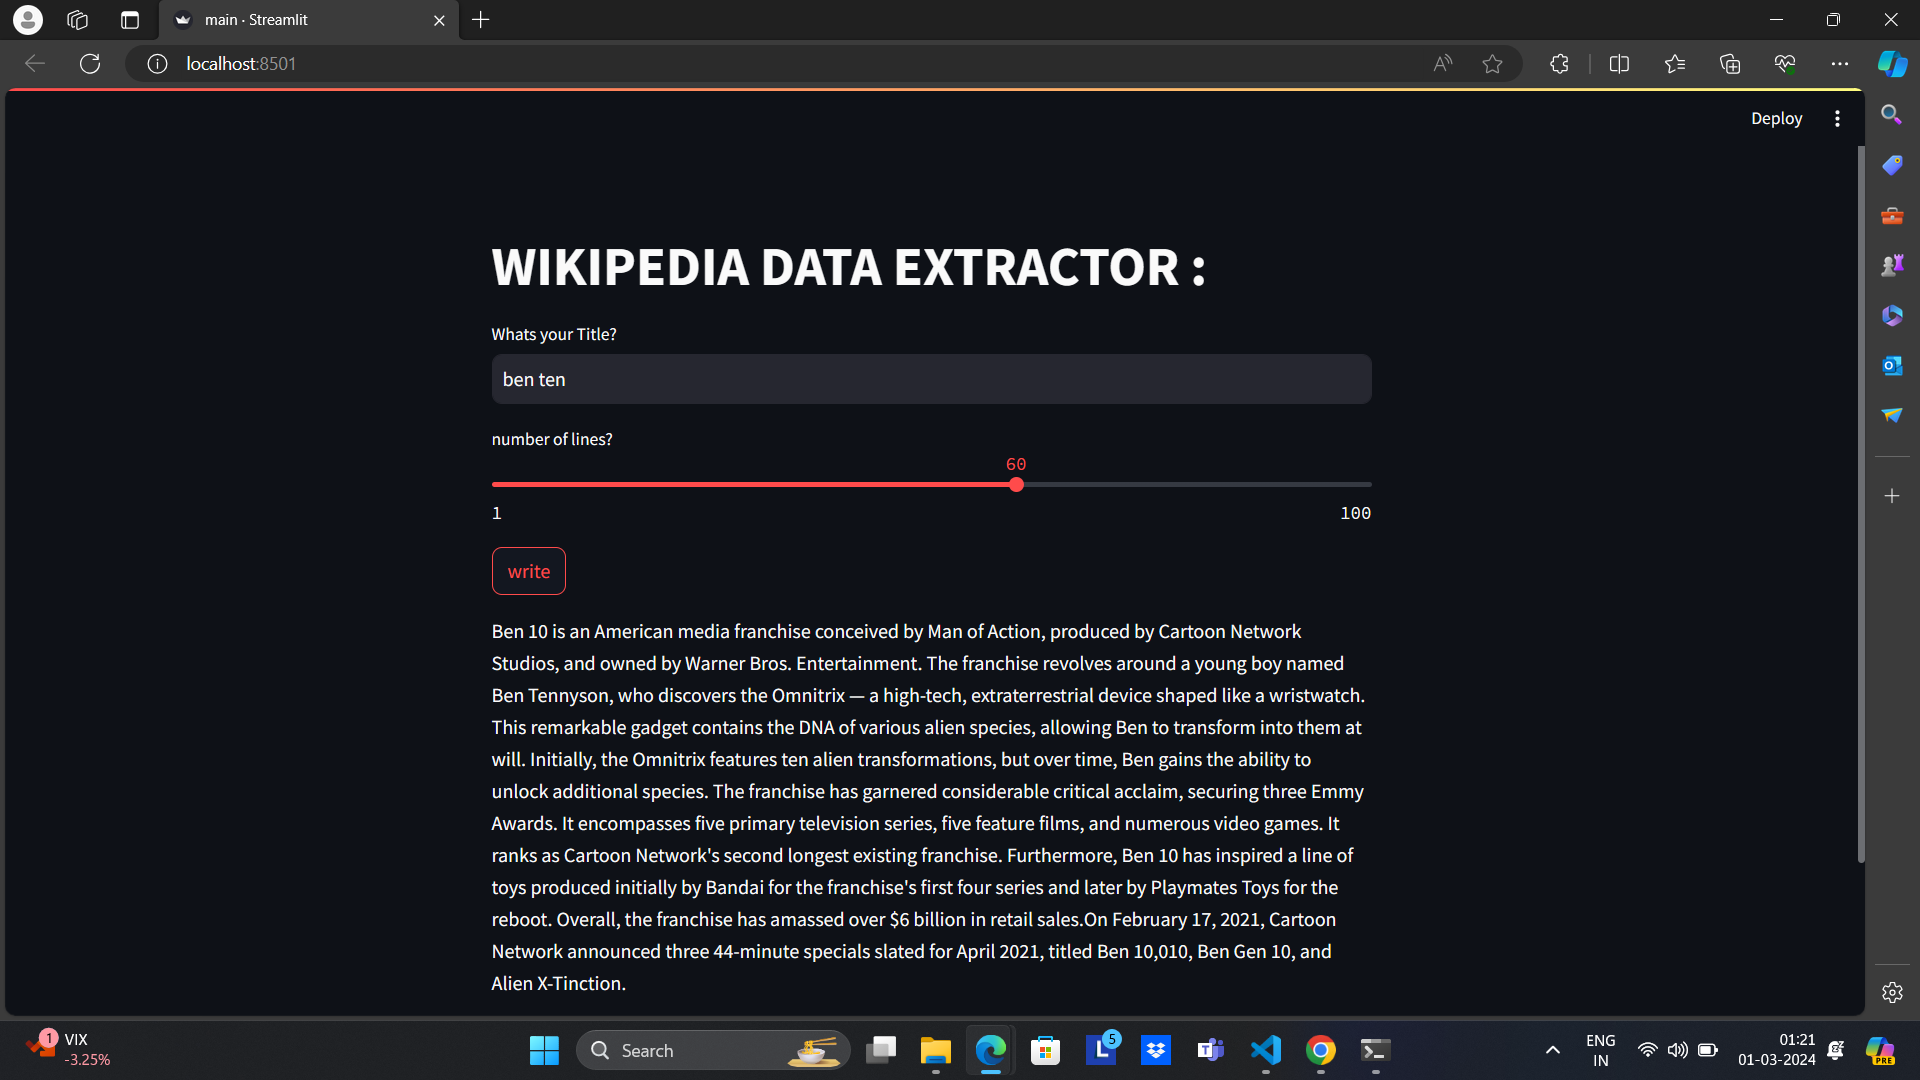 main · Streamlit
localhost:8501
Deploy
WIKIPEDIA DATA EXTRACTOR :
Whats your Title?
ben ten
number of lines?
60
1
100
write
Ben 10 is an American media franchise conceived by Man of Action, produced by Cartoon Network
Studios, and owned by Warner Bros. Entertainment. The franchise revolves around a young boy named
Ben Tennyson, who discovers the Omnitrix — a high-tech, extraterrestrial device shaped like a wristwatch.
This remarkable gadget contains the DNA of various alien species, allowing Ben to transform into them at
will. Initially, the Omnitrix features ten alien transformations, but over time, Ben gains the ability to
unlock additional species. The franchise has garnered considerable critical acclaim, securing three Emmy
Awards. It encompasses five primary television series, five feature films, and numerous video games. It
ranks as Cartoon Network's second longest existing franchise. Furthermore, Ben 10 has inspired a line of
toys produced initially by Bandai for the franchise's first four series and later by Playmates Toys for the
reboot. Overall, the franchise has amassed over $6 billion in retail sales.On February 17, 2021, Cartoon
Network announced three 44-minute specials slated for April 2021, titled Ben 10,010, Ben Gen 10, and
Alien X-Tinction.
1
VIX
-3.25%
Search
L
5
T
ENG
IN
01:21
01-03-2024
PRE